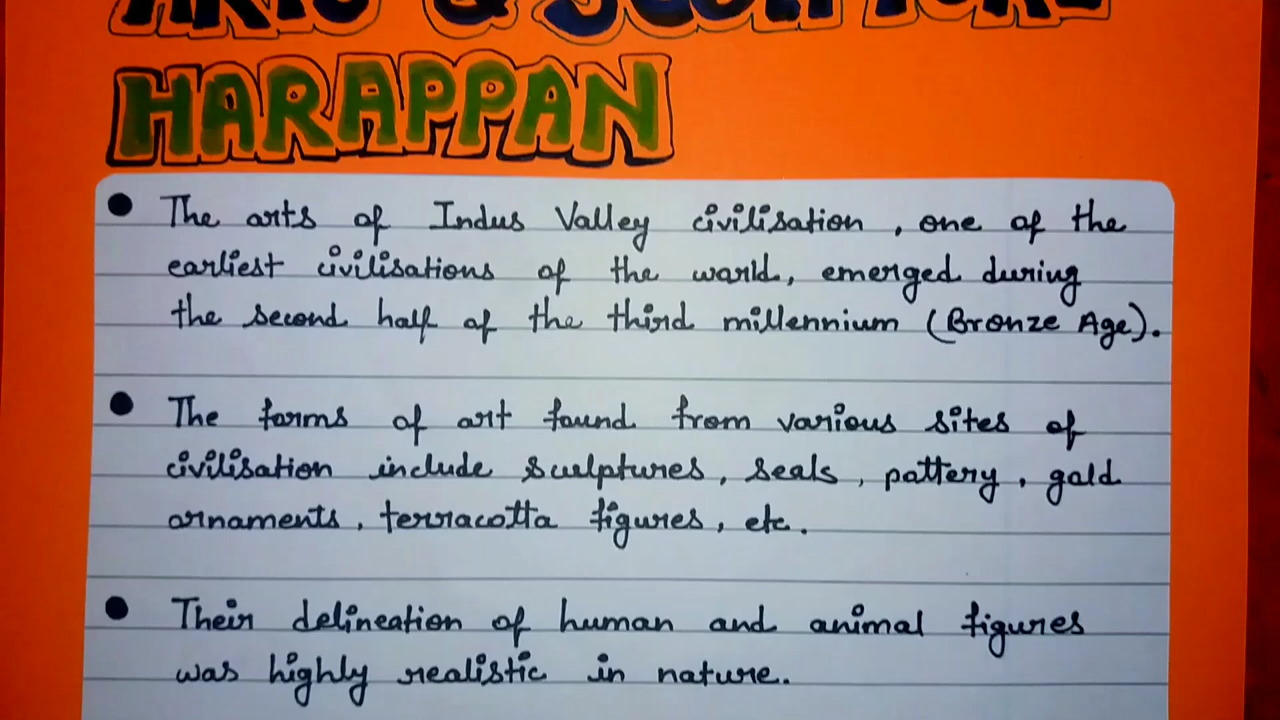 ARTS & SCULPTURE
HARAPPAN
• The arts of Indus Valley civilisation, one of the
earliest civilisations of the world, emerged during
the second half of the third millennium (Bronze Age).
• The forms of art found from various sites of
civilisation include sculptures, seals, pottery, gold
ornaments, terracotta figures, etc.
• Their delineation of human and animal figures
was highly realistic in nature.